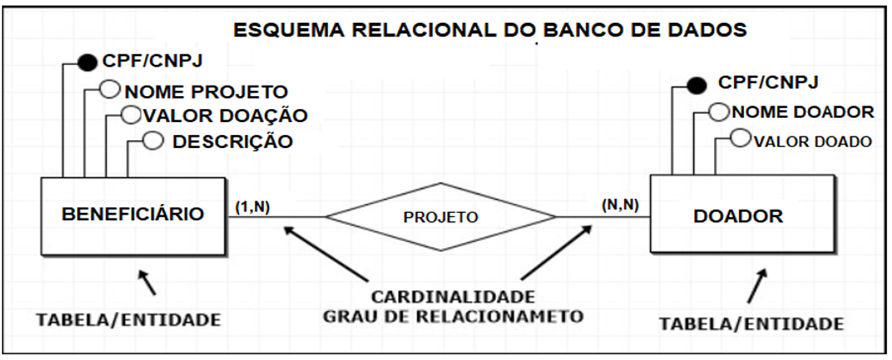 ESQUEMA RELACIONAL DO BANCO DE DADOS
CPF/CNPJ
NOME PROJETO
VALOR DOAÇÃO
DESCRIÇÃO
CPF/CNPJ
NOME DOADOR
VALOR DOADO
BENEFICIÁRIO
(1,N)
PROJETO
(N,N)
DOADOR
CARDINALIDADE
GRAU DE RELACIONAMETO
TABELA/ENTIDADE
TABELA/ENTIDADE